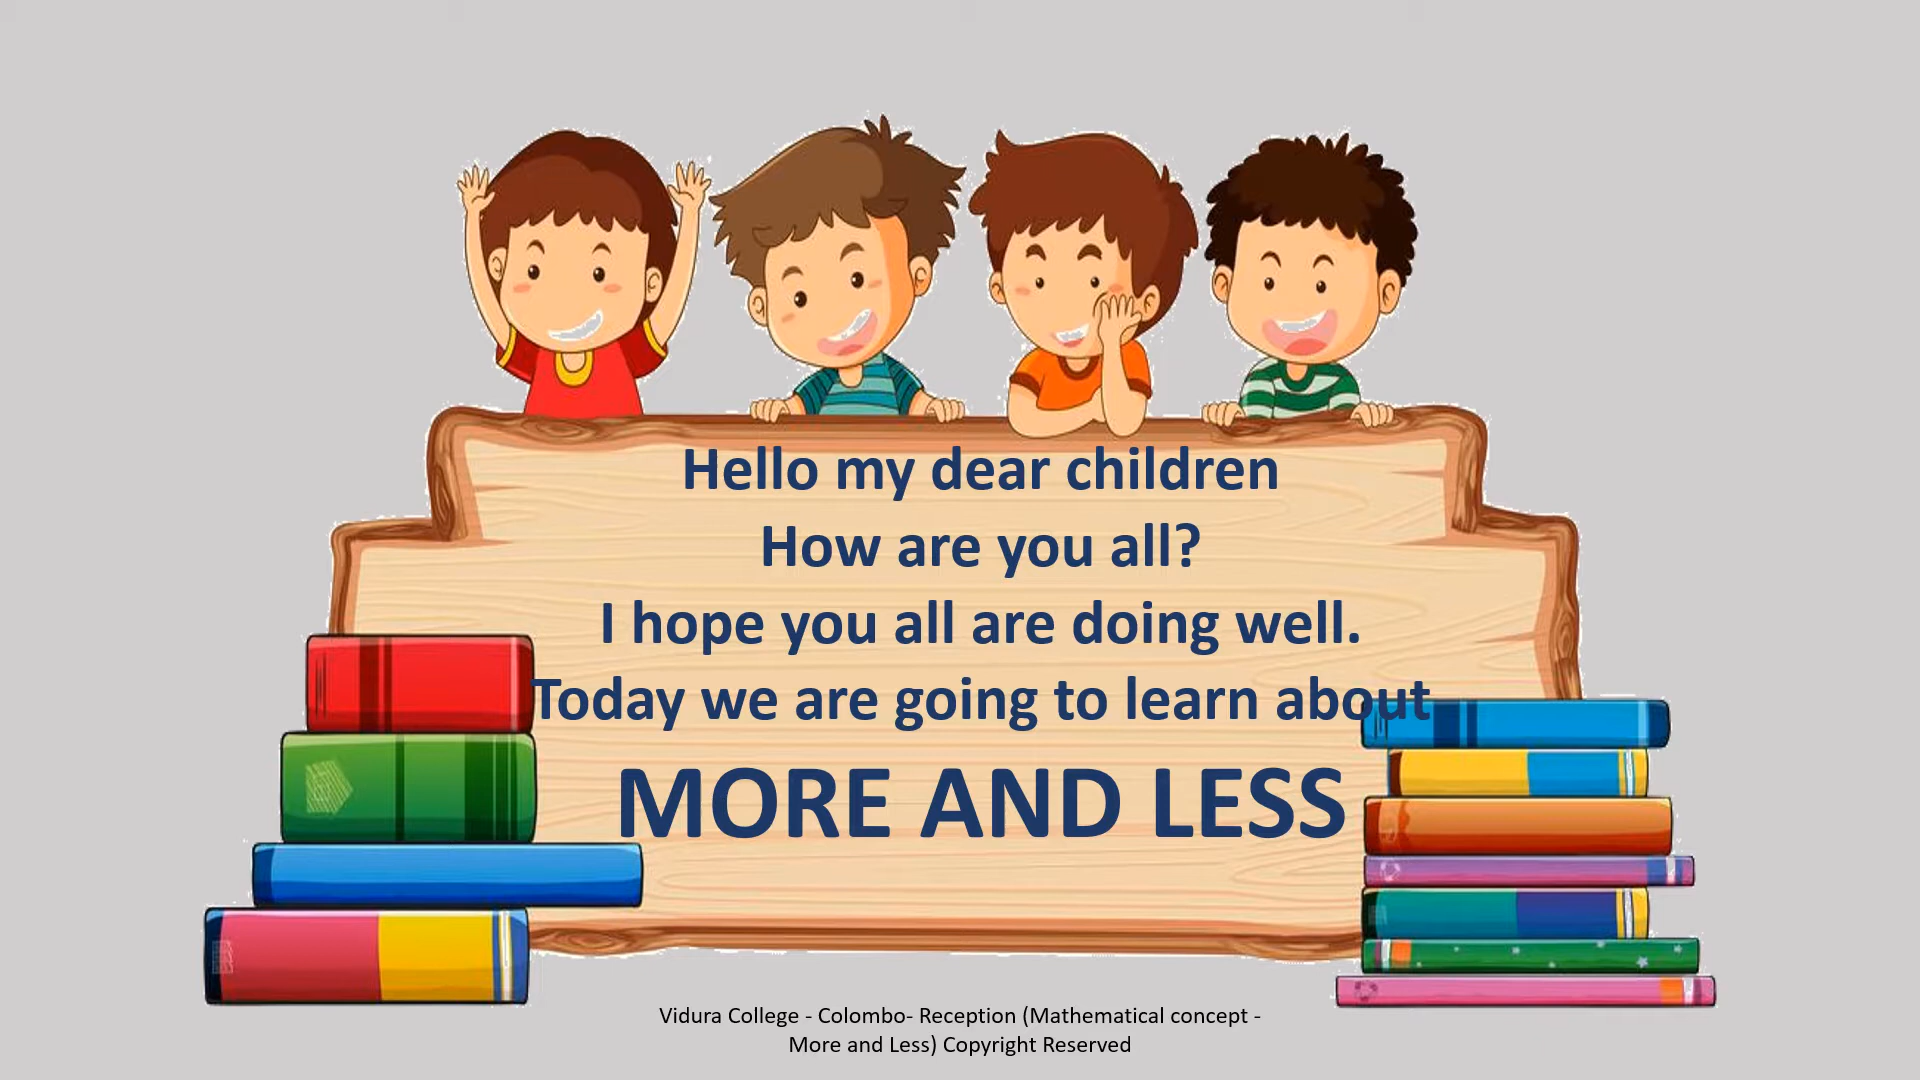 Hello my dear children
How are you all?
I hope you all are doing well.
Today we are going to learn about
MORE AND LESS
Vidura College - Colombo- Reception (Mathematical concept -
More and Less) Copyright Reserved